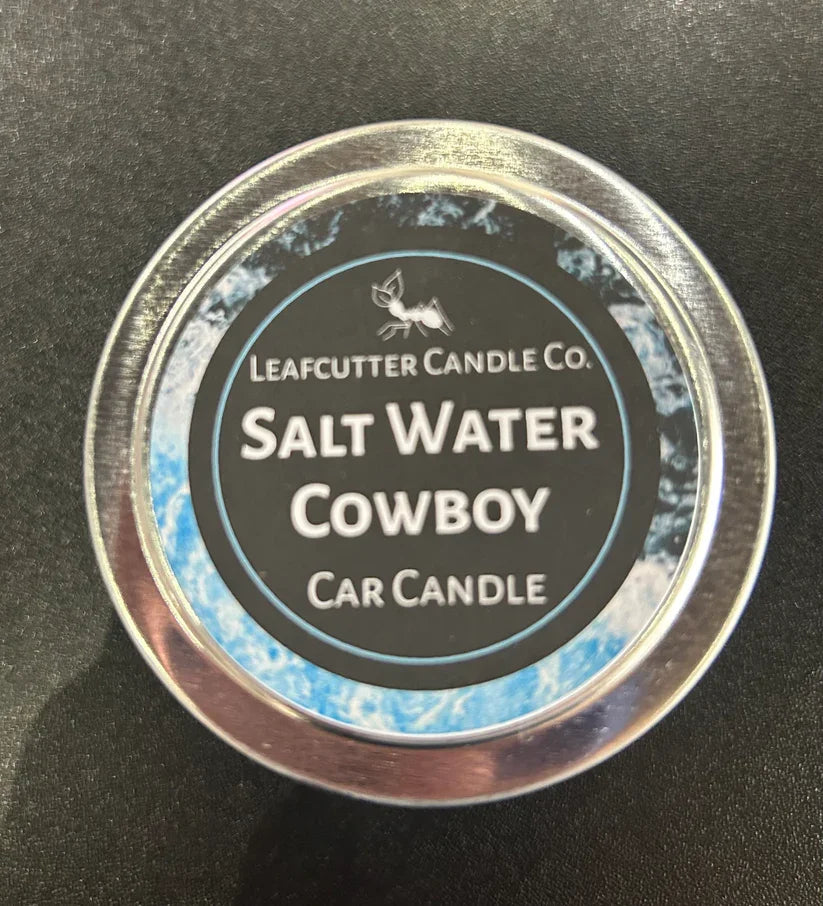 Leafcutter Candle Co.
Salt Water
Cowboy
Car Candle